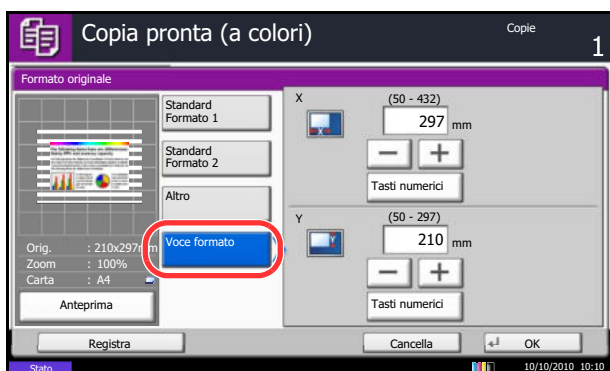 Copia pronta (a colori)
Copie
1
Formato originale
Standard
Formato 1
Standard
Formato 2
Altro
Voce formato
Orig. : 210x297mm
Zoom : 100%
Carta : A4
Anteprima
X
(50 - 432)
297 mm
Tasti numerici
Y
(50 - 297)
210 mm
Tasti numerici
Registra
Cancella
OK
Stato
10/10/2010 10:10